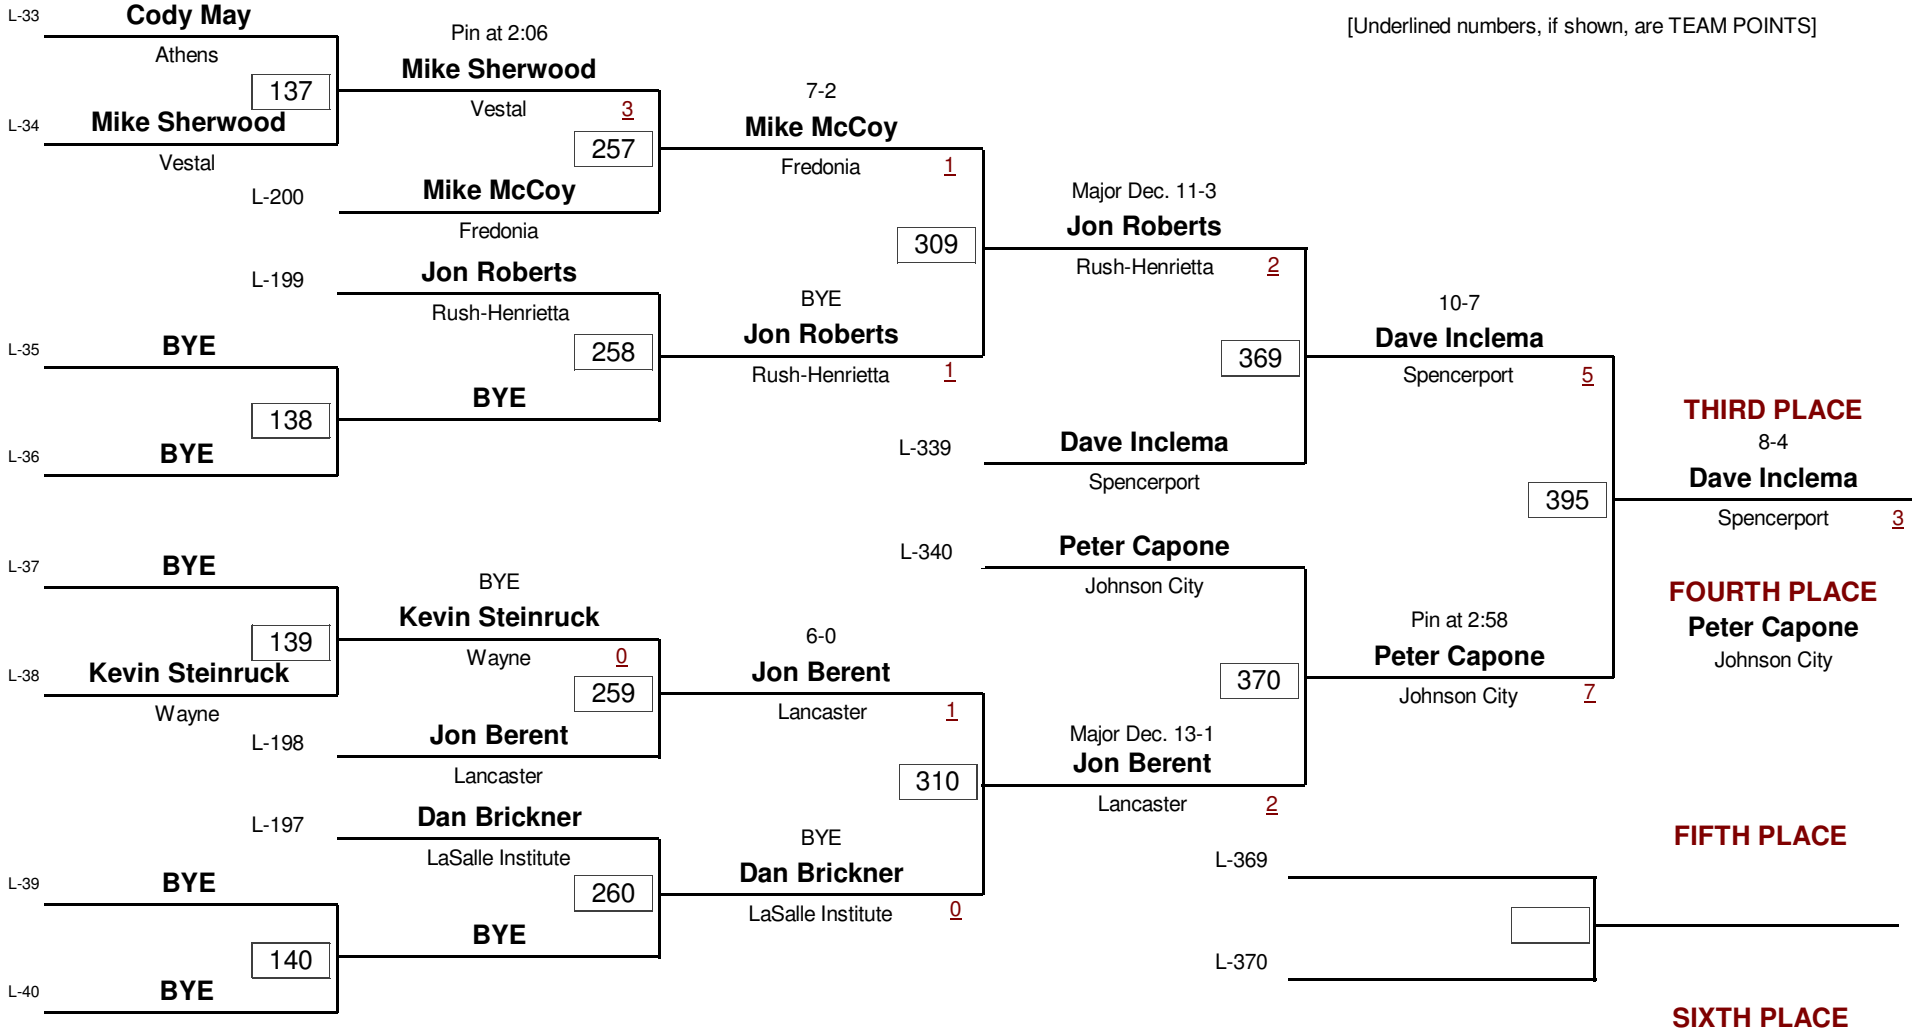 [Underlined numbers, if shown, are TEAM POINTS]
L-33
Cody May
Athens
137
L-34
Mike Sherwood
Vestal
Pin at 2:06
Mike Sherwood
Vestal
3
257
L-200
Mike McCoy
Fredonia
7-2
Mike McCoy
Fredonia
1
L-199
Jon Roberts
Rush-Henrietta
L-35
BYE
138
L-36
BYE
BYE
258
BYE
Jon Roberts
Rush-Henrietta
1
309
Major Dec. 11-3
Jon Roberts
Rush-Henrietta
2
369
L-339
Dave Inclema
Spencerport
10-7
Dave Inclema
Spencerport
5
L-37
BYE
139
L-38
Kevin Steinruck
Wayne
BYE
Kevin Steinruck
Wayne
0
259
L-198
Jon Berent
Lancaster
6-0
Jon Berent
Lancaster
1
L-197
Dan Brickner
LaSalle Institute
L-39
BYE
140
L-40
BYE
BYE
260
BYE
Dan Brickner
LaSalle Institute
0
310
L-340
Peter Capone
Johnson City
370
Major Dec. 13-1
Jon Berent
Lancaster
2
Pin at 2:58
Peter Capone
Johnson City
7
395
THIRD PLACE
8-4
Dave Inclema
Spencerport
3
FOURTH PLACE
Peter Capone
Johnson City
L-369
L-370
FIFTH PLACE
SIXTH PLACE